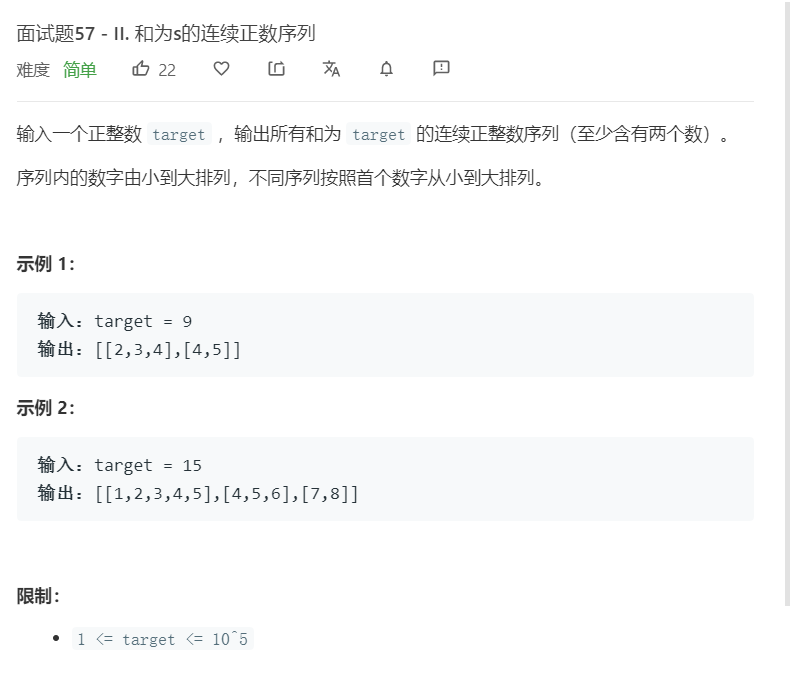 面试题57 - II. 和为s的连续正数序列
难度 简单 22
输入一个正整数 target ，输出所有和为 target 的连续正整数序列（至少含有两个数）。
序列内的数字由小到大排列，不同序列按照首个数字从小到大排列。
示例 1：
输入：target = 9
输出：[[2,3,4],[4,5]]
示例 2：
输入：target = 15
输出：[[1,2,3,4,5],[4,5,6],[7,8]]
限制：
• 1 <= target <= 10^5